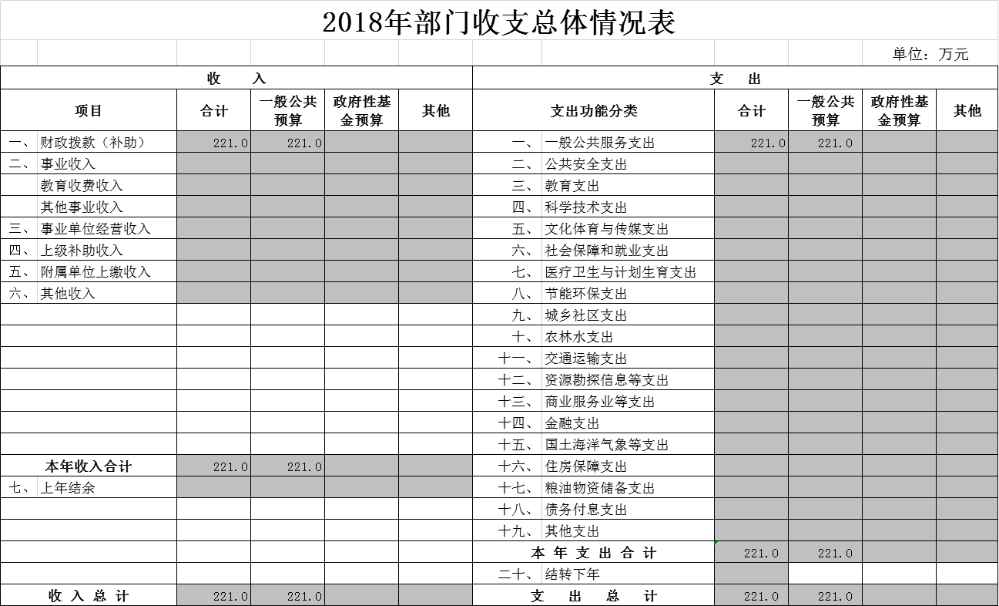 2018年部门收支总体情况表
单位：万元
收 入 支 出
项目 合计 一般公共预算 政府性基金预算 其他 支出功能分类 合计 一般公共预算 政府性基金预算 其他
一、 财政拨款（补助） 221.0 221.0 一、 一般公共服务支出 221.0 221.0
二、 事业收入 二、 公共安全支出
教育收费收入 三、 教育支出
其他事业收入 四、 科学技术支出
三、 事业单位经营收入 五、 文化体育与传媒支出
四、 上级补助收入 六、 社会保障和就业支出
五、 附属单位上缴收入 七、 医疗卫生与计划生育支出
六、 其他收入 八、 节能环保支出
九、 城乡社区支出
十、 农林水支出
十一、 交通运输支出
十二、 资源勘探信息等支出
十三、 商业服务业等支出
十四、 金融支出
十五、 国土海洋气象等支出
本年收入合计 221.0 221.0 十六、 住房保障支出
七、 上年结余 十七、 粮油物资储备支出
十八、 债务付息支出
十九、 其他支出
本 年 支 出 合 计 221.0 221.0
二十、 结转下年
收 入 总 计 221.0 221.0 支 出 总 计 221.0 221.0